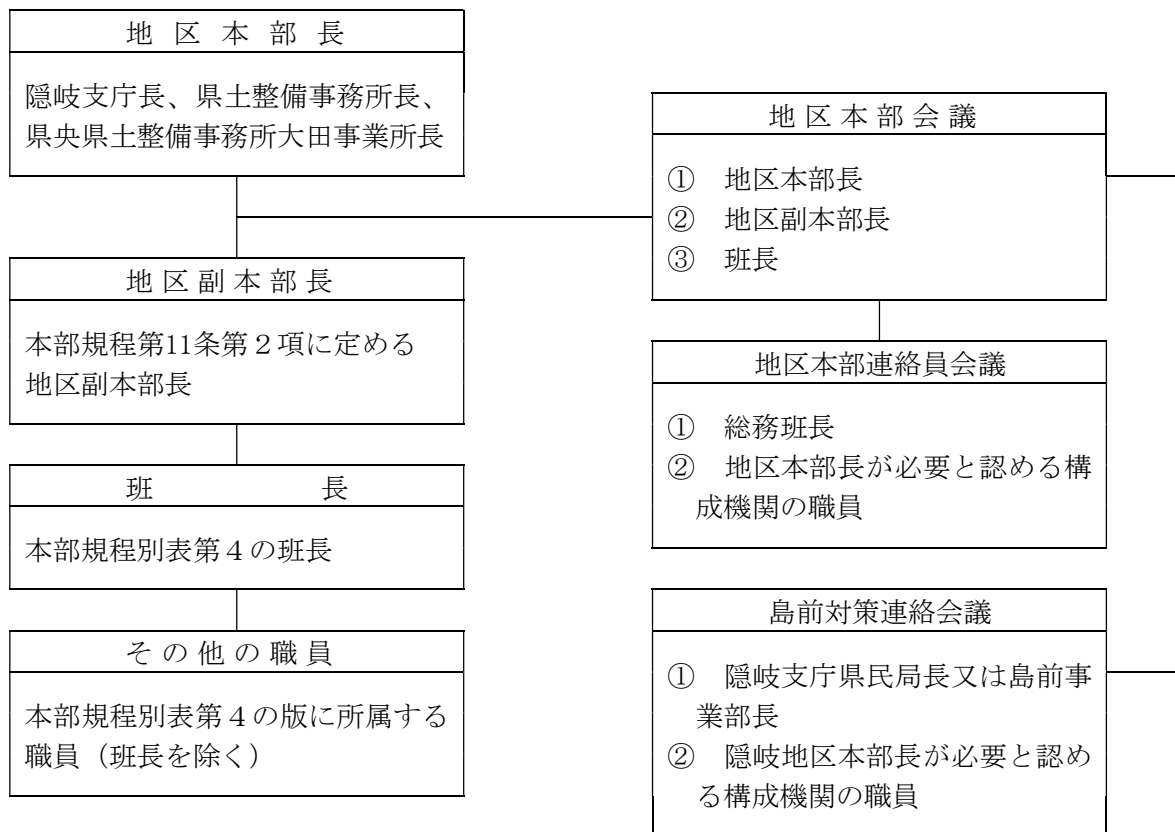 地区本部長
隠岐支庁長、県土整備事務所長、
県央県土整備事務所大田事業所長
地区副本部長
本部規程第11条第２項に定める
地区副本部長
班長
本部規程別表第４の班長
その他の職員
本部規程別表第４の版に所属する
職員（班長を除く）
地区本部会議
①　地区本部長
②　地区副本部長
③　班長
地区本部連絡員会議
①　総務班長
②　地区本部長が必要と認める構
成機関の職員
島前対策連絡会議
①　隠岐支庁県民局長又は島前事
業部長
②　隠岐地区本部長が必要と認め
る構成機関の職員